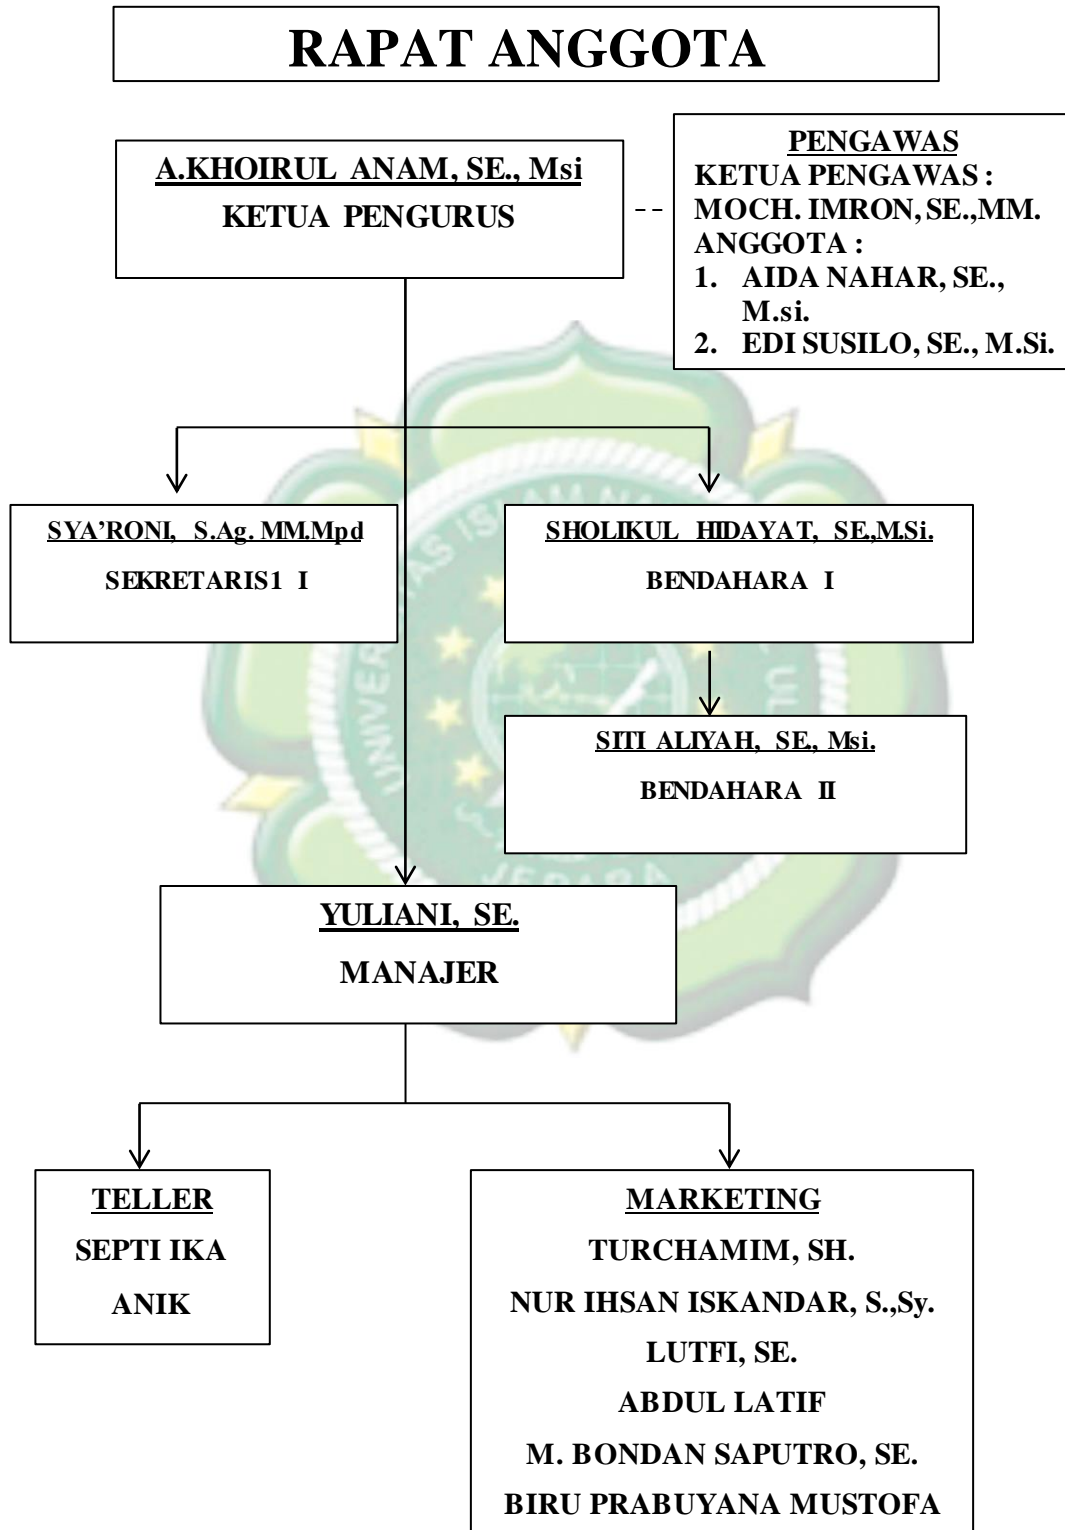 RAPAT ANGGOTA
A.KHOIRUL ANAM, SE., Msi
KETUA PENGURUS
PENGAWAS
KETUA PENGAWAS :
MOCH. IMRON, SE.,MM.
ANGGOTA :
1. AIDA NAHAR, SE.,
M.si.
2. EDI SUSILO, SE., M.Si.
SYA’RONI, S.Ag. MM.Mpd
SEKRETARIS1 I
SHOLIKUL HIDAYAT, SE.,M.Si.
BENDAHARA I
SITI ALIYAH, SE., Msi.
BENDAHARA II
JEPARA
YULIANI, SE.
MANAJER
TELLER
SEPTI IKA
ANIK
MARKETING
TURCHAMIM, SH.
NUR IHSAN ISKANDAR, S.,Sy.
LUTFI, SE.
ABDUL LATIF
M. BONDAN SAPUTRO, SE.
BIRU PRABUYANA MUSTOFA